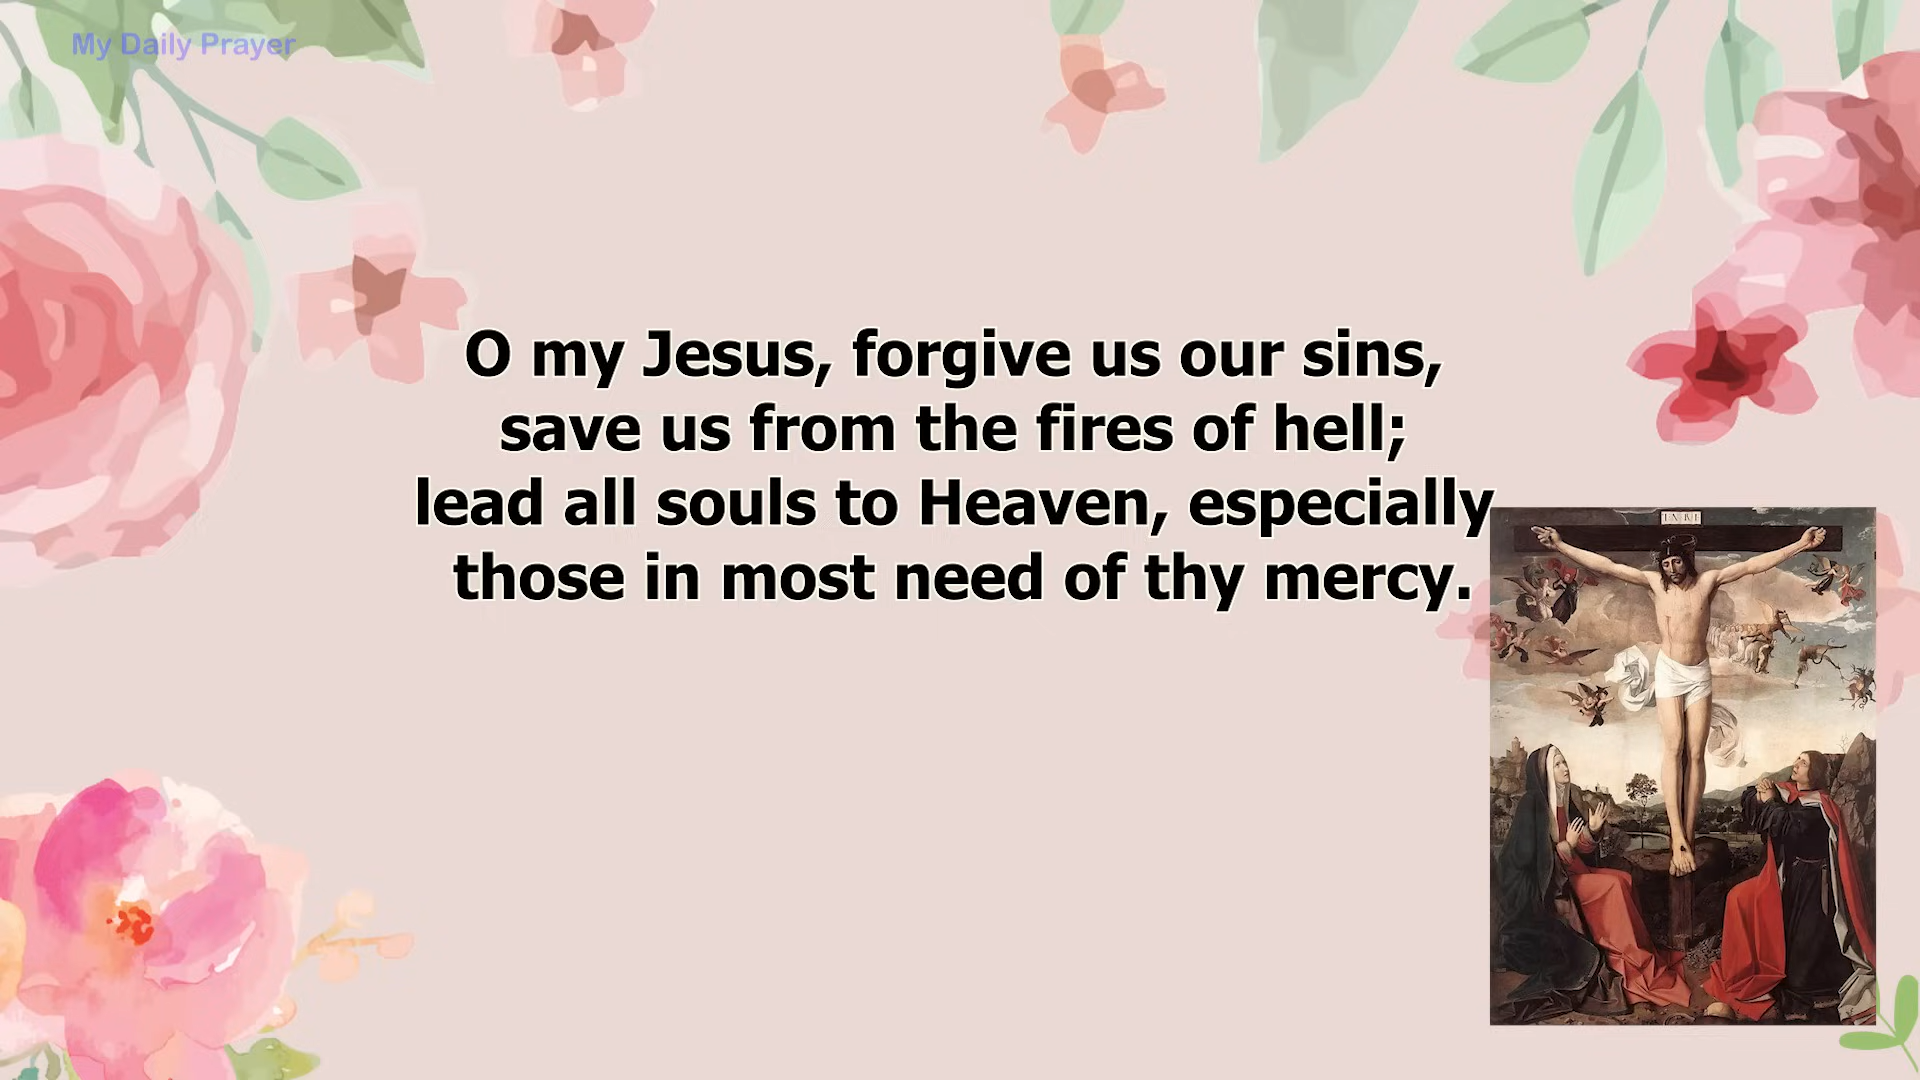 My Daily Prayer
O my Jesus, forgive us our sins,
save us from the fires of hell;
lead all souls to Heaven, especially
those in most need of thy mercy.
INRI